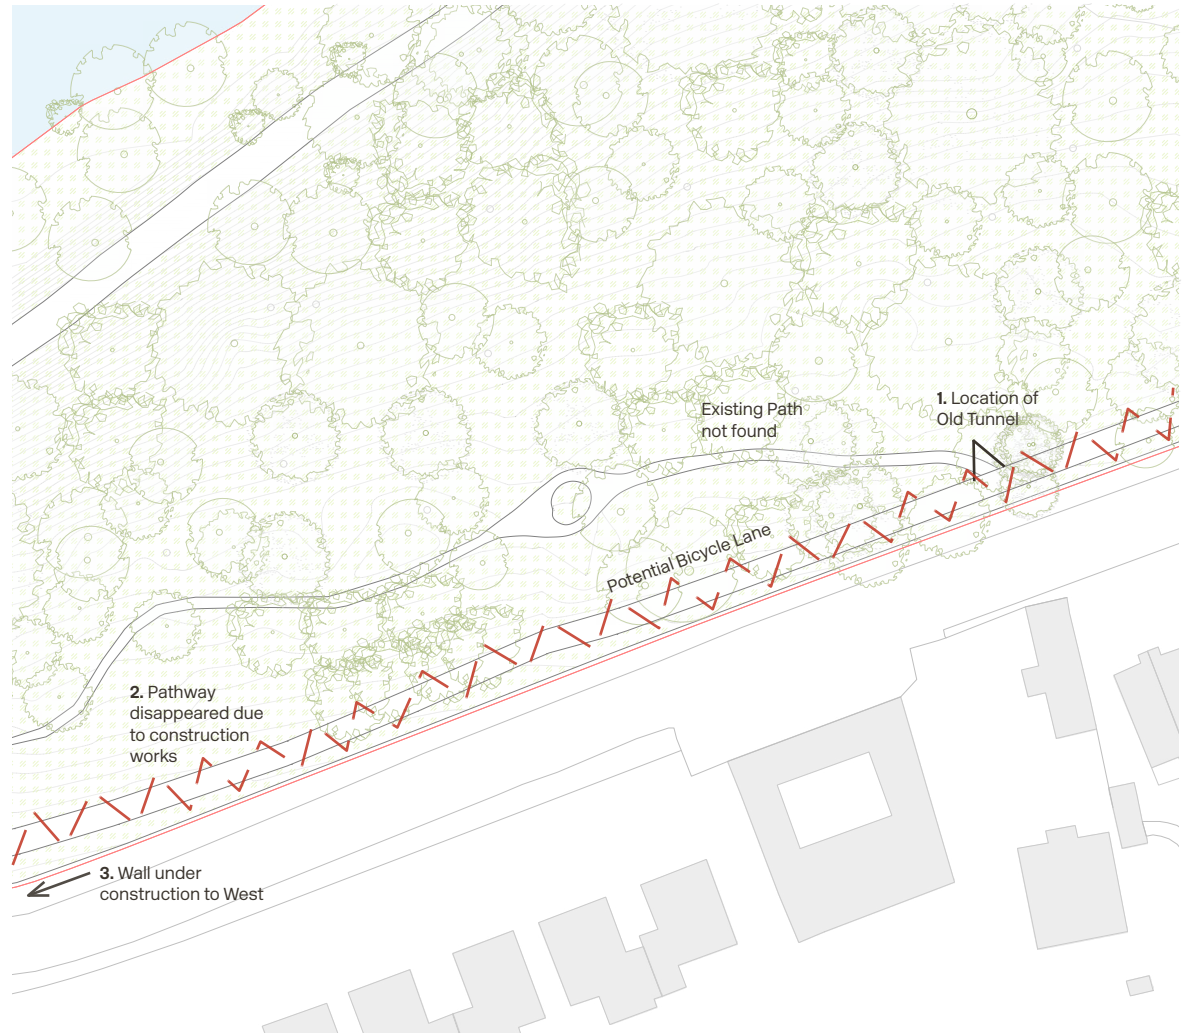 Existing Path
not found
1. Location of
Old Tunnel
Potential Bicycle Lane
2. Pathway
disappeared due
to construction
works
3. Wall under
construction to West